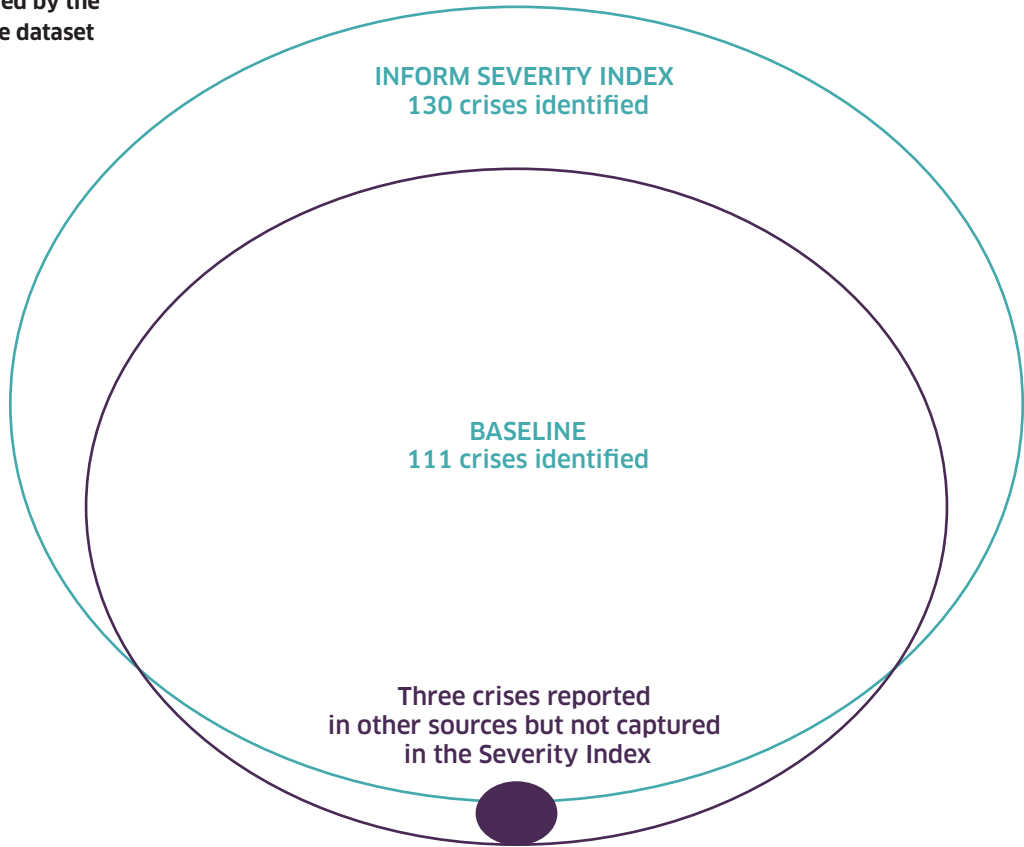 by the
dataset
INFORM SEVERITY INDEX
130 crises identified
BASELINE
111 crises identified
Three crises reported
in other sources but not captured
in the Severity Index